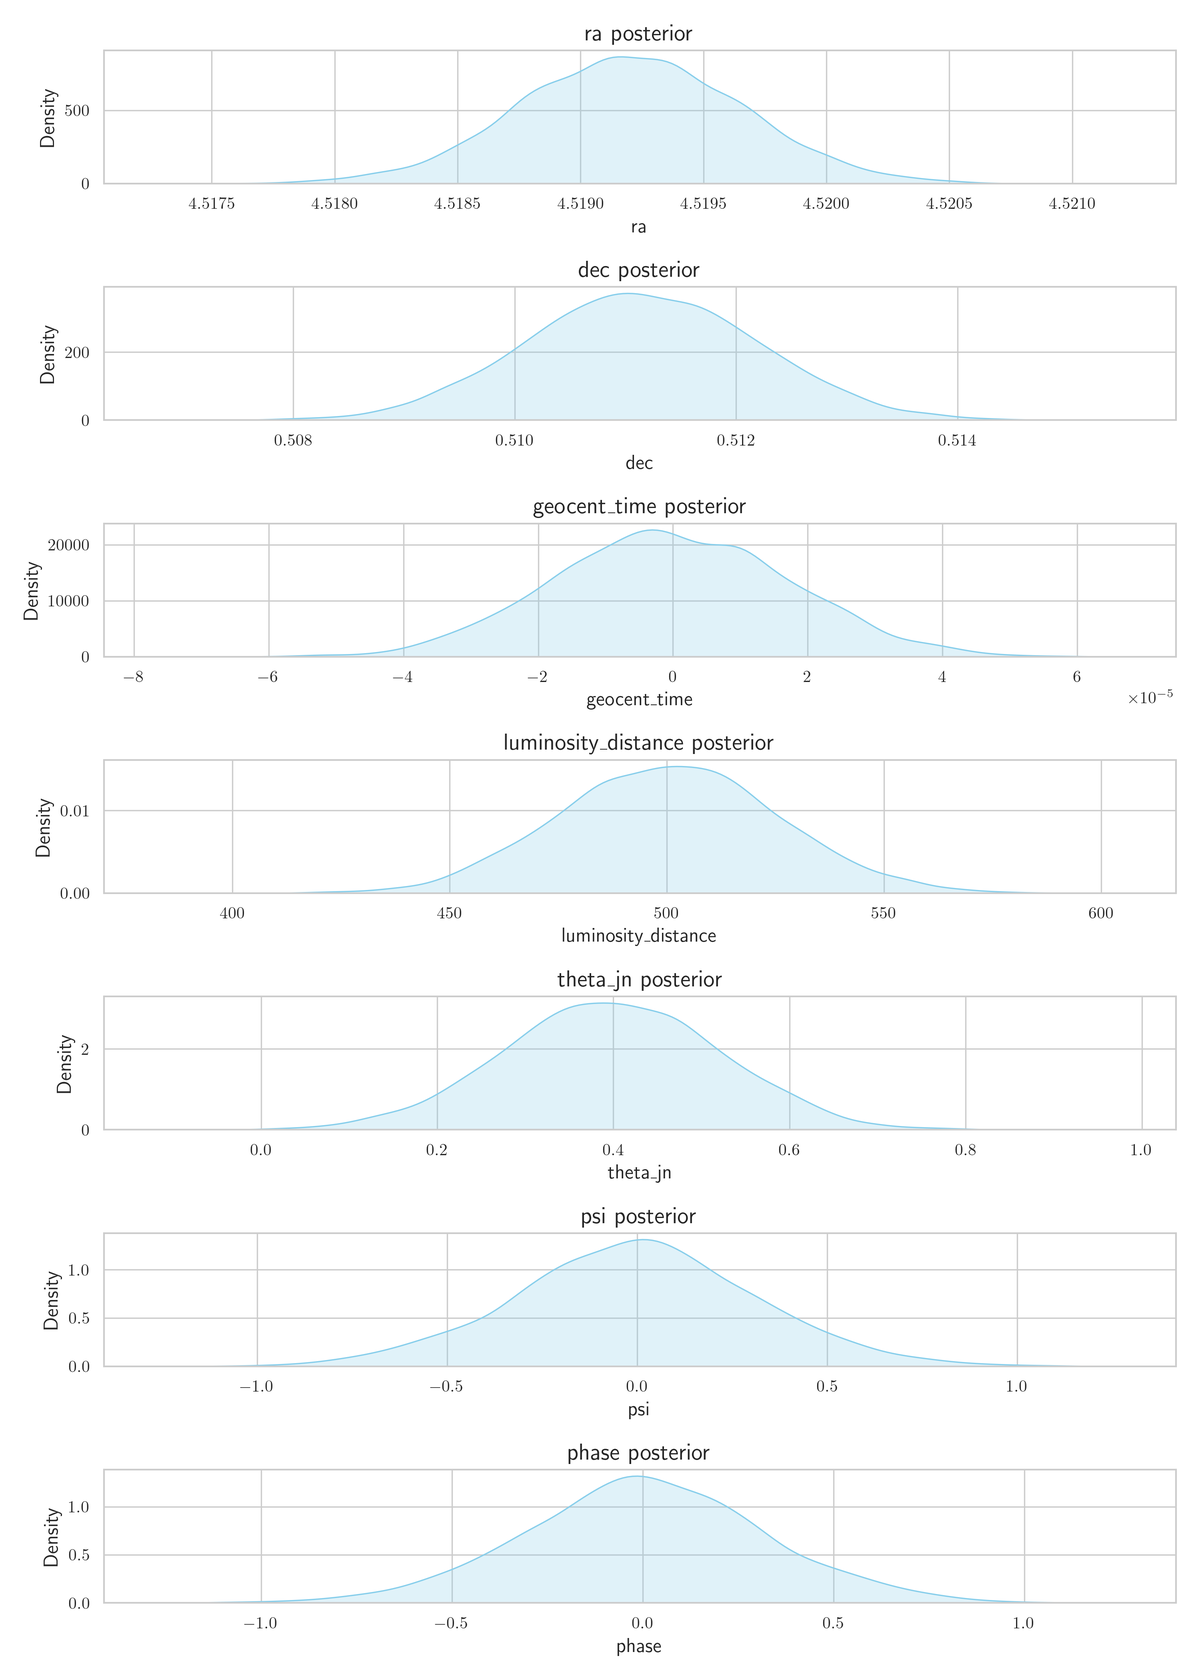 ra posterior
Density
500
0
4.5175 4.5180 4.5185 4.5190 4.5195 4.5200 4.5205 4.5210
ra
dec posterior
Density
200
0
0.508 0.510 0.512 0.514
dec
geocent_time posterior
Density
20000
10000
0
−8 −6 −4 −2 0 2 4 6
×10⁻⁵
geocent_time
luminosity_distance posterior
Density
0.01
0.00
400 450 500 550 600
luminosity_distance
theta_jn posterior
Density
2
0
0.0 0.2 0.4 0.6 0.8 1.0
theta_jn
psi posterior
Density
1.0
0.5
0.0
−1.0 −0.5 0.0 0.5 1.0
psi
phase posterior
Density
1.0
0.5
0.0
−1.0 −0.5 0.0 0.5 1.0
phase